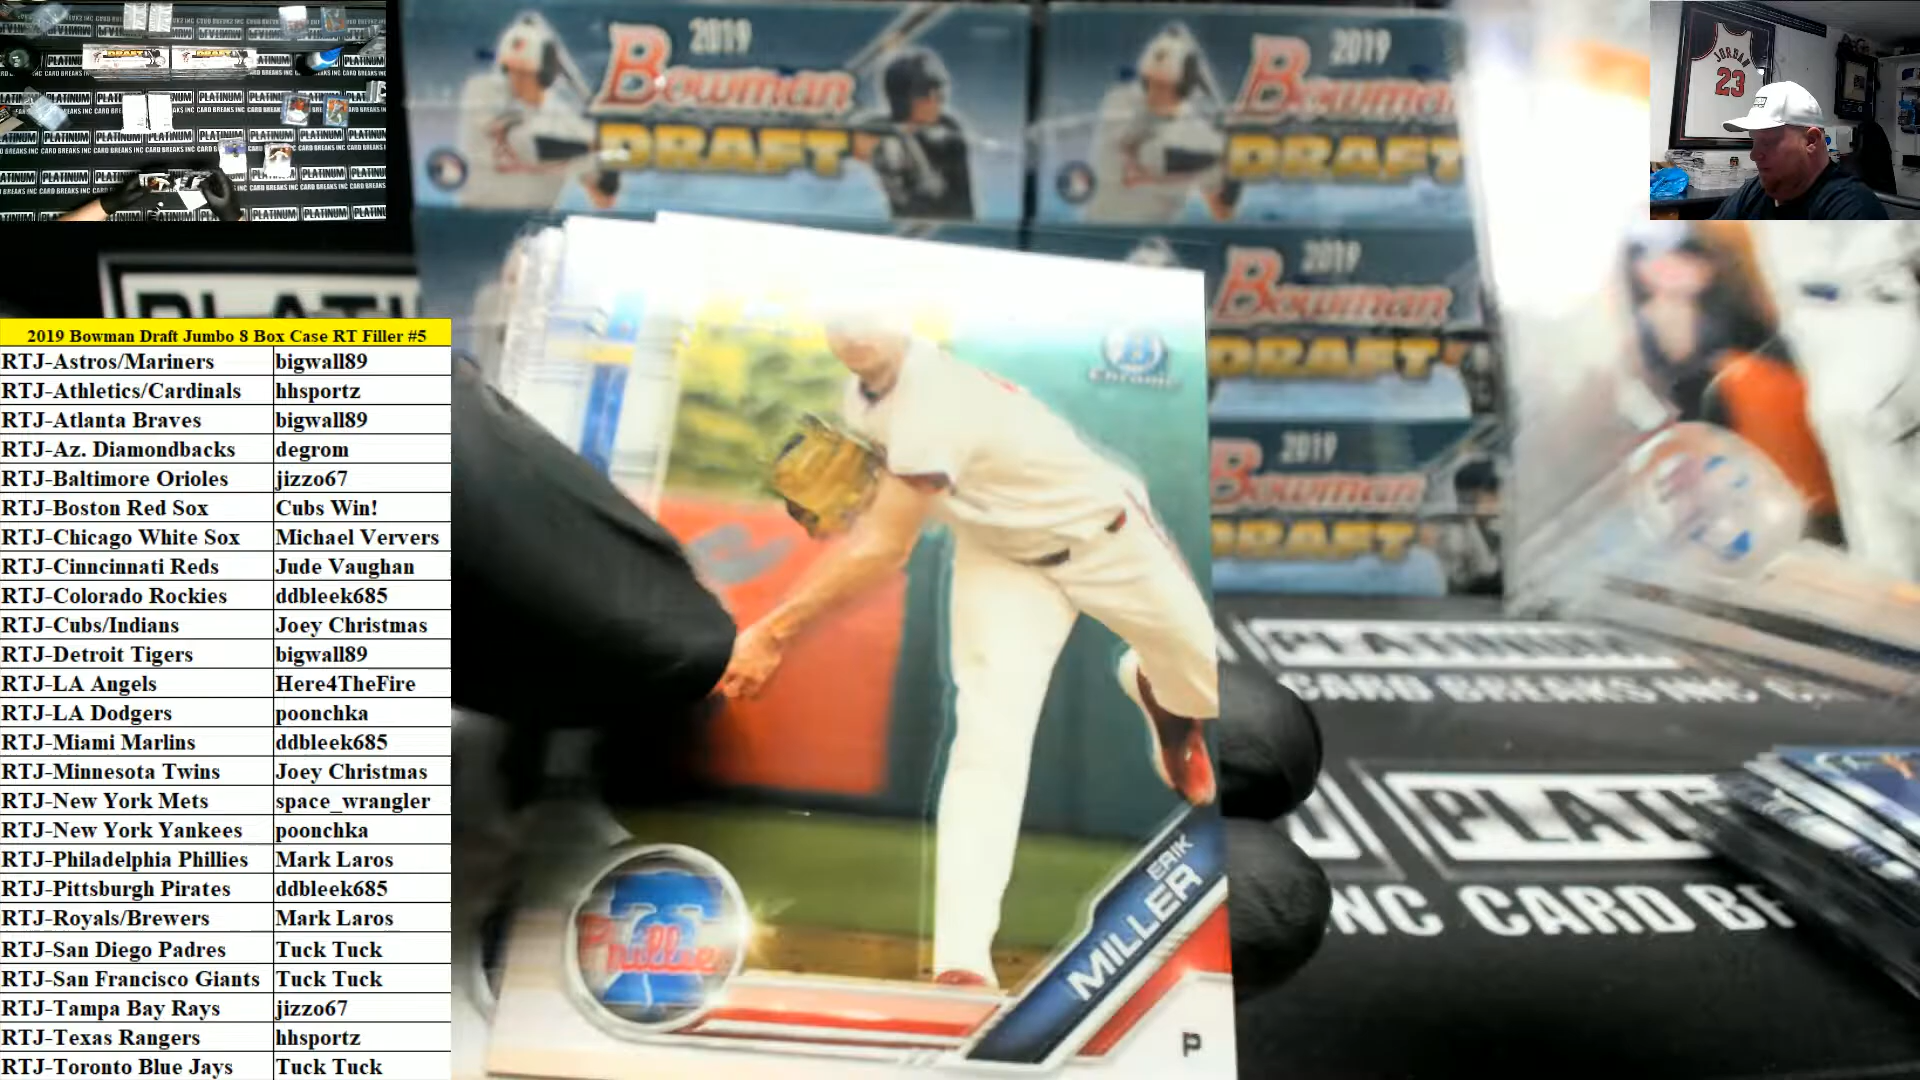 2019 Bowman Draft Jumbo 8 Box Case RT Filler #5
RTJ-Astros/Mariners bigwall89
RTJ-Athletics/Cardinals hhsportz
RTJ-Atlanta Braves bigwall89
RTJ-Az. Diamondbacks degrom
RTJ-Baltimore Orioles jizzo67
RTJ-Boston Red Sox Cubs Win!
RTJ-Chicago White Sox Michael Ververs
RTJ-Cinncinnati Reds Jude Vaughan
RTJ-Colorado Rockies ddbleek685
RTJ-Cubs/Indians Joey Christmas
RTJ-Detroit Tigers bigwall89
RTJ-LA Angels Here4TheFire
RTJ-LA Dodgers poonchka
RTJ-Miami Marlins ddbleek685
RTJ-Minnesota Twins Joey Christmas
RTJ-New York Mets space_wrangler
RTJ-New York Yankees poonchka
RTJ-Philadelphia Phillies Mark Laros
RTJ-Pittsburgh Pirates ddbleek685
RTJ-Royals/Brewers Mark Laros
RTJ-San Diego Padres Tuck Tuck
RTJ-San Francisco Giants Tuck Tuck
RTJ-Tampa Bay Rays jizzo67
RTJ-Texas Rangers hhsportz
RTJ-Toronto Blue Jays Tuck Tuck
2019
Bowman
DRAFT
2019
Bowman
DRAFT
2019
Bowman
DRAFT
2019
Bowman
DRAFT
JORDAN
23
Chrome
ERIK
MILLER
Phillies
P
PLATINUM
CARD BREAKS INC
PLAT
INC CARD BR